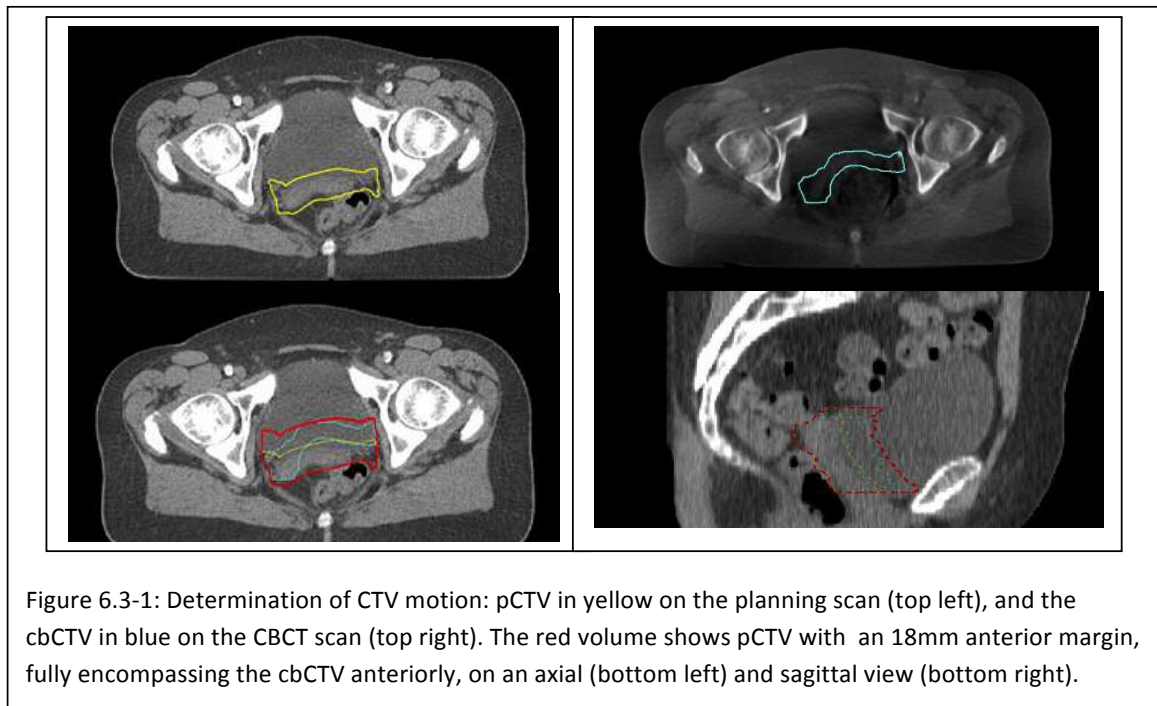 Figure 6.3-1: Determination of CTV motion: pCTV in yellow on the planning scan (top left), and the
cbCTV in blue on the CBCT scan (top right). The red volume shows pCTV with an 18mm anterior margin,
fully encompassing the cbCTV anteriorly, on an axial (bottom left) and sagittal view (bottom right).